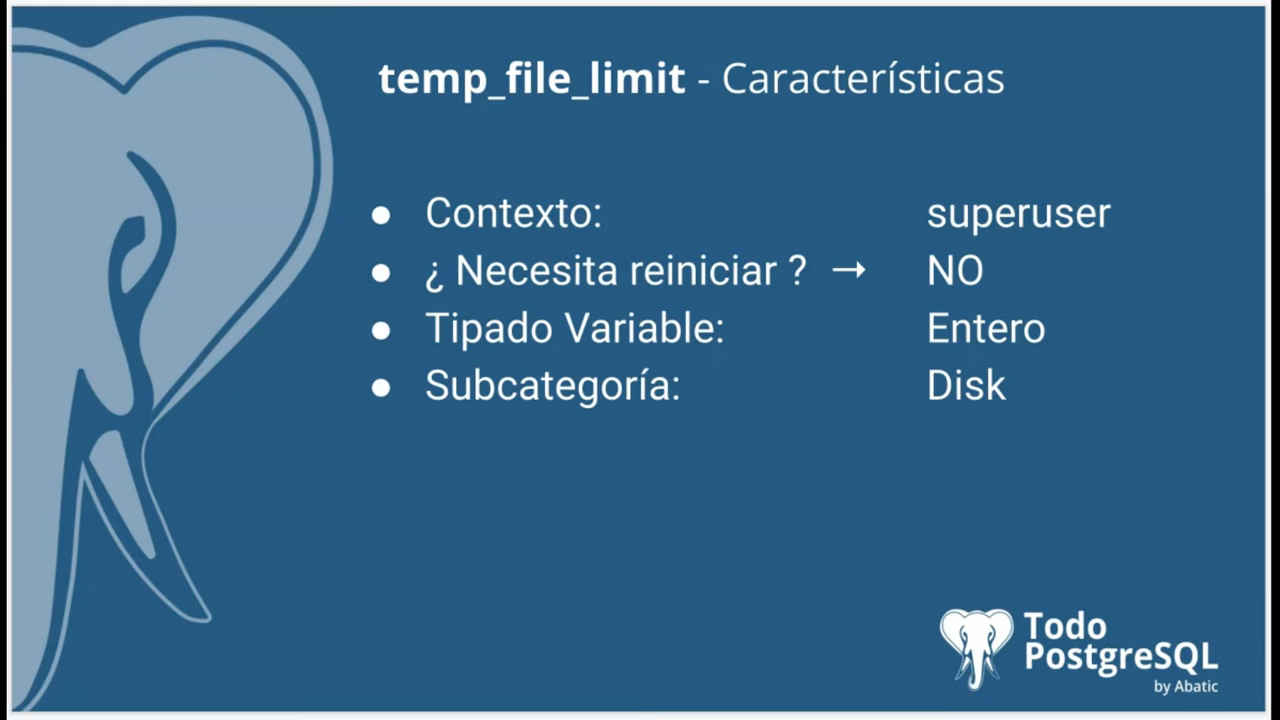 temp_file_limit - Características
● Contexto: superuser
● ¿ Necesita reiniciar ? → NO
● Tipado Variable: Entero
● Subcategoría: Disk
Todo
PostgreSQL
by Abatic